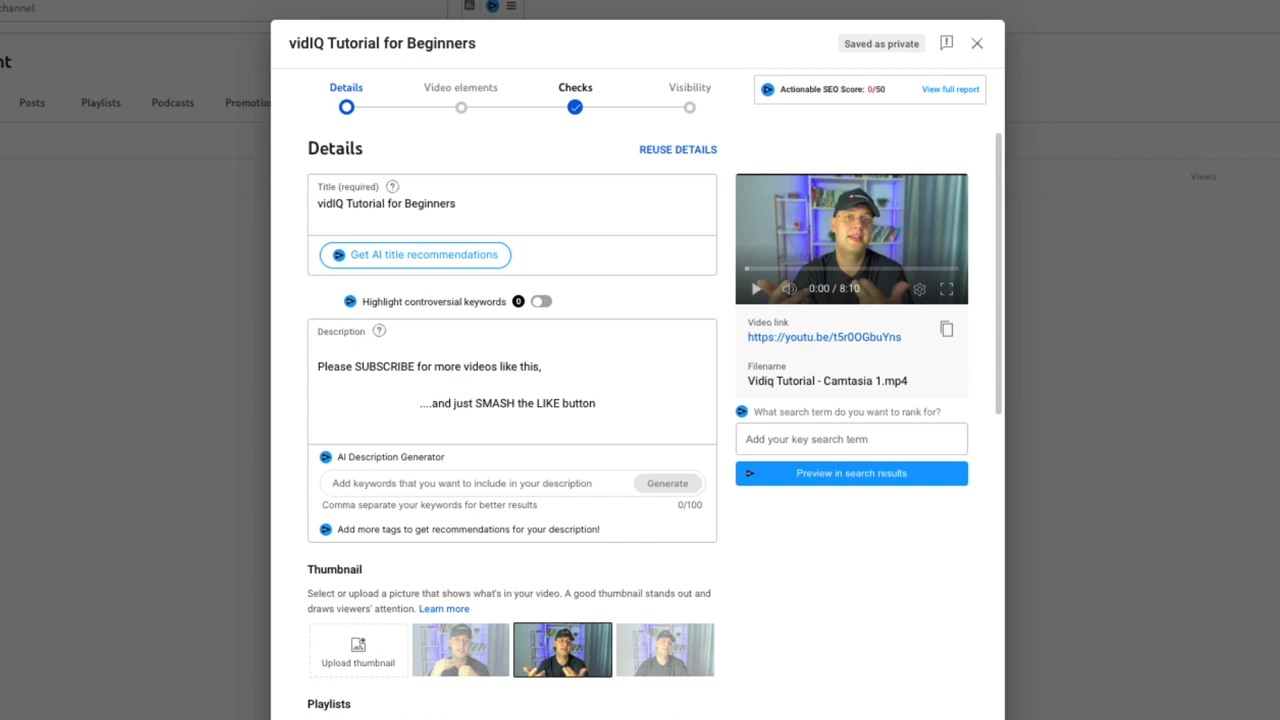 channel
vidIQ Tutorial for Beginners
Saved as private
nt
Details
Video elements
Checks
Visibility
Actionable SEO Score: 0/50
View full report
Posts
Playlists
Podcasts
Promotio
Details
REUSE DETAILS
Views
Title (required) ?
vidIQ Tutorial for Beginners
Get AI title recommendations
Highlight controversial keywords 0
0:00 / 8:10
Description ?
Please SUBSCRIBE for more videos like this,
....and just SMASH the LIKE button
Video link
https://youtu.be/t5r0OGbuYns
Filename
Vidiq Tutorial - Camtasia 1.mp4
What search term do you want to rank for?
Add your key search term
Preview in search results
AI Description Generator
Add keywords that you want to include in your description
Generate
Comma separate your keywords for better results
0/100
Add more tags to get recommendations for your description!
Thumbnail
Select or upload a picture that shows what's in your video. A good thumbnail stands out and
draws viewers' attention. Learn more
Upload thumbnail
Playlists